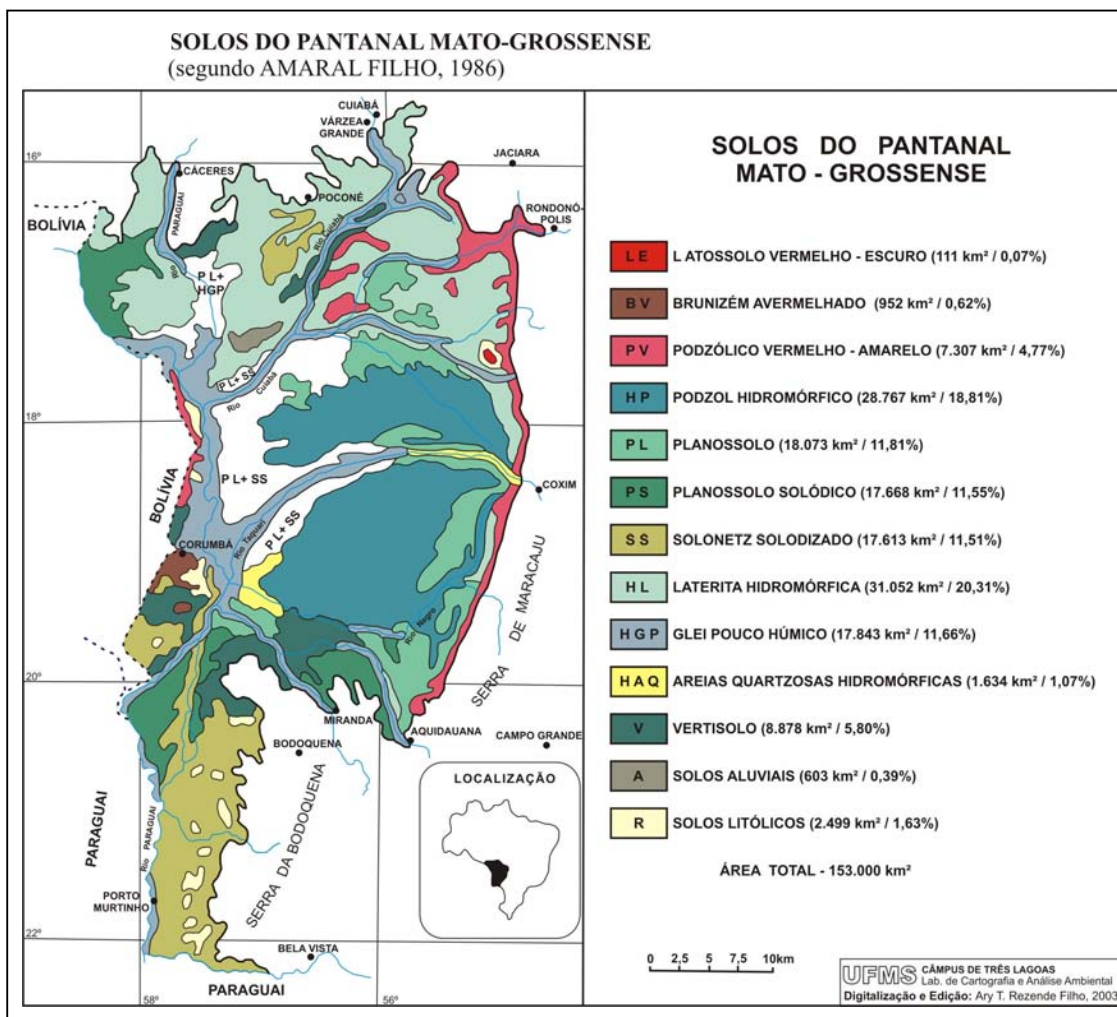 SOLOS DO PANTANAL MATO-GROSSENSE
(segundo AMARAL FILHO, 1986)
CUIABÁ
VÁRZEA
GRANDE
16º
JACIARA
CÁCERES
POCONÉ
RONDONÓ-
POLIS
BOLÍVIA
PARAGUAI
Rio
Rio Cuiabá
P L+
HGP
P L+ SS
Rio Cuiabá
18º
P L+ SS
BOLÍVIA
COXIM
Rio Taquari
P L+ SS
CORUMBÁ
SERRA DE MARACAJU
Rio Negro
20º
MIRANDA
AQUIDAUANA
CAMPO GRANDE
BODOQUENA
LOCALIZAÇÃO
PARAGUAI
Rio PARAGUAI
SERRA DA BODOQUENA
PORTO
MURTINHO
22º
BELA VISTA
PARAGUAI
58º
56º
SOLOS DO PANTANAL
MATO - GROSSENSE
L E LATOSSOLO VERMELHO - ESCURO (111 km² / 0,07%)
B V BRUNIZÉM AVERMELHADO (952 km² / 0,62%)
P V PODZÓLICO VERMELHO - AMARELO (7.307 km² / 4,77%)
H P PODZOL HIDROMÓRFICO (28.767 km² / 18,81%)
P L PLANOSSOLO (18.073 km² / 11,81%)
P S PLANOSSOLO SOLÓDICO (17.668 km² / 11,55%)
S S SOLONETZ SOLODIZADO (17.613 km² / 11,51%)
H L LATERITA HIDROMÓRFICA (31.052 km² / 20,31%)
H G P GLEI POUCO HÚMICO (17.843 km² / 11,66%)
H A Q AREIAS QUARTZOSAS HIDROMÓRFICAS (1.634 km² / 1,07%)
V VERTISOLO (8.878 km² / 5,80%)
A SOLOS ALUVIAIS (603 km² / 0,39%)
R SOLOS LITÓLICOS (2.499 km² / 1,63%)
ÁREA TOTAL - 153.000 km²
0 2,5 5 7,5 10km
UFMS CÂMPUS DE TRÊS LAGOAS
Lab. de Cartografia e Análise Ambiental
Digitalização e Edição: Ary T. Rezende Filho, 2003